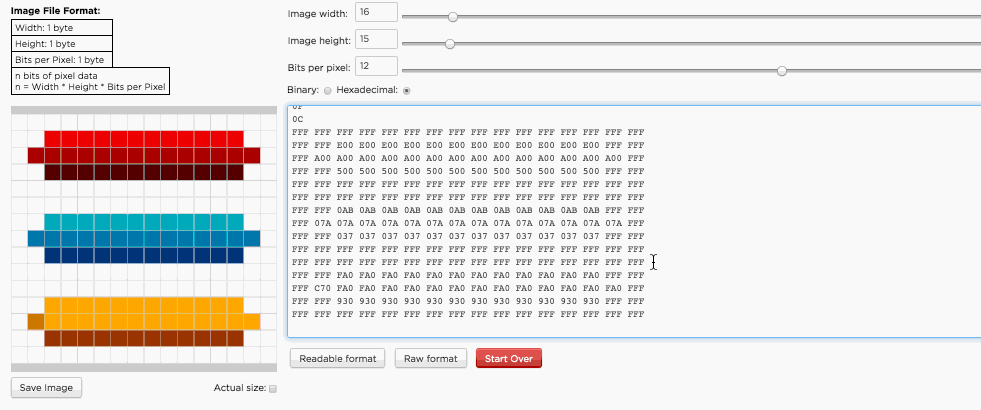 Image File Format:
Width: 1 byte
Height: 1 byte
Bits per Pixel: 1 byte
n bits of pixel data
n = Width * Height * Bits per Pixel
Save Image
Actual size:
Image width: 16
Image height: 15
Bits per pixel: 12
Binary: Hexadecimal:
0F
0C
FFF FFF FFF FFF FFF FFF FFF FFF FFF FFF FFF FFF FFF FFF FFF FFF
FFF FFF E00 E00 E00 E00 E00 E00 E00 E00 E00 E00 E00 E00 FFF FFF
FFF A00 A00 A00 A00 A00 A00 A00 A00 A00 A00 A00 A00 A00 A00 FFF
FFF FFF 500 500 500 500 500 500 500 500 500 500 500 500 FFF FFF
FFF FFF FFF FFF FFF FFF FFF FFF FFF FFF FFF FFF FFF FFF FFF FFF
FFF FFF FFF FFF FFF FFF FFF FFF FFF FFF FFF FFF FFF FFF FFF FFF
FFF FFF 0AB 0AB 0AB 0AB 0AB 0AB 0AB 0AB 0AB 0AB 0AB 0AB FFF FFF
FFF 07A 07A 07A 07A 07A 07A 07A 07A 07A 07A 07A 07A 07A 07A FFF
FFF FFF 037 037 037 037 037 037 037 037 037 037 037 037 FFF FFF
FFF FFF FFF FFF FFF FFF FFF FFF FFF FFF FFF FFF FFF FFF FFF FFF
FFF FFF FFF FFF FFF FFF FFF FFF FFF FFF FFF FFF FFF FFF FFF FFF
FFF FFF FA0 FA0 FA0 FA0 FA0 FA0 FA0 FA0 FA0 FA0 FA0 FA0 FFF FFF
FFF C70 FA0 FA0 FA0 FA0 FA0 FA0 FA0 FA0 FA0 FA0 FA0 FA0 FFF FFF
FFF FFF 930 930 930 930 930 930 930 930 930 930 930 930 FFF FFF
FFF FFF FFF FFF FFF FFF FFF FFF FFF FFF FFF FFF FFF FFF FFF FFF
Readable format
Raw format
Start Over